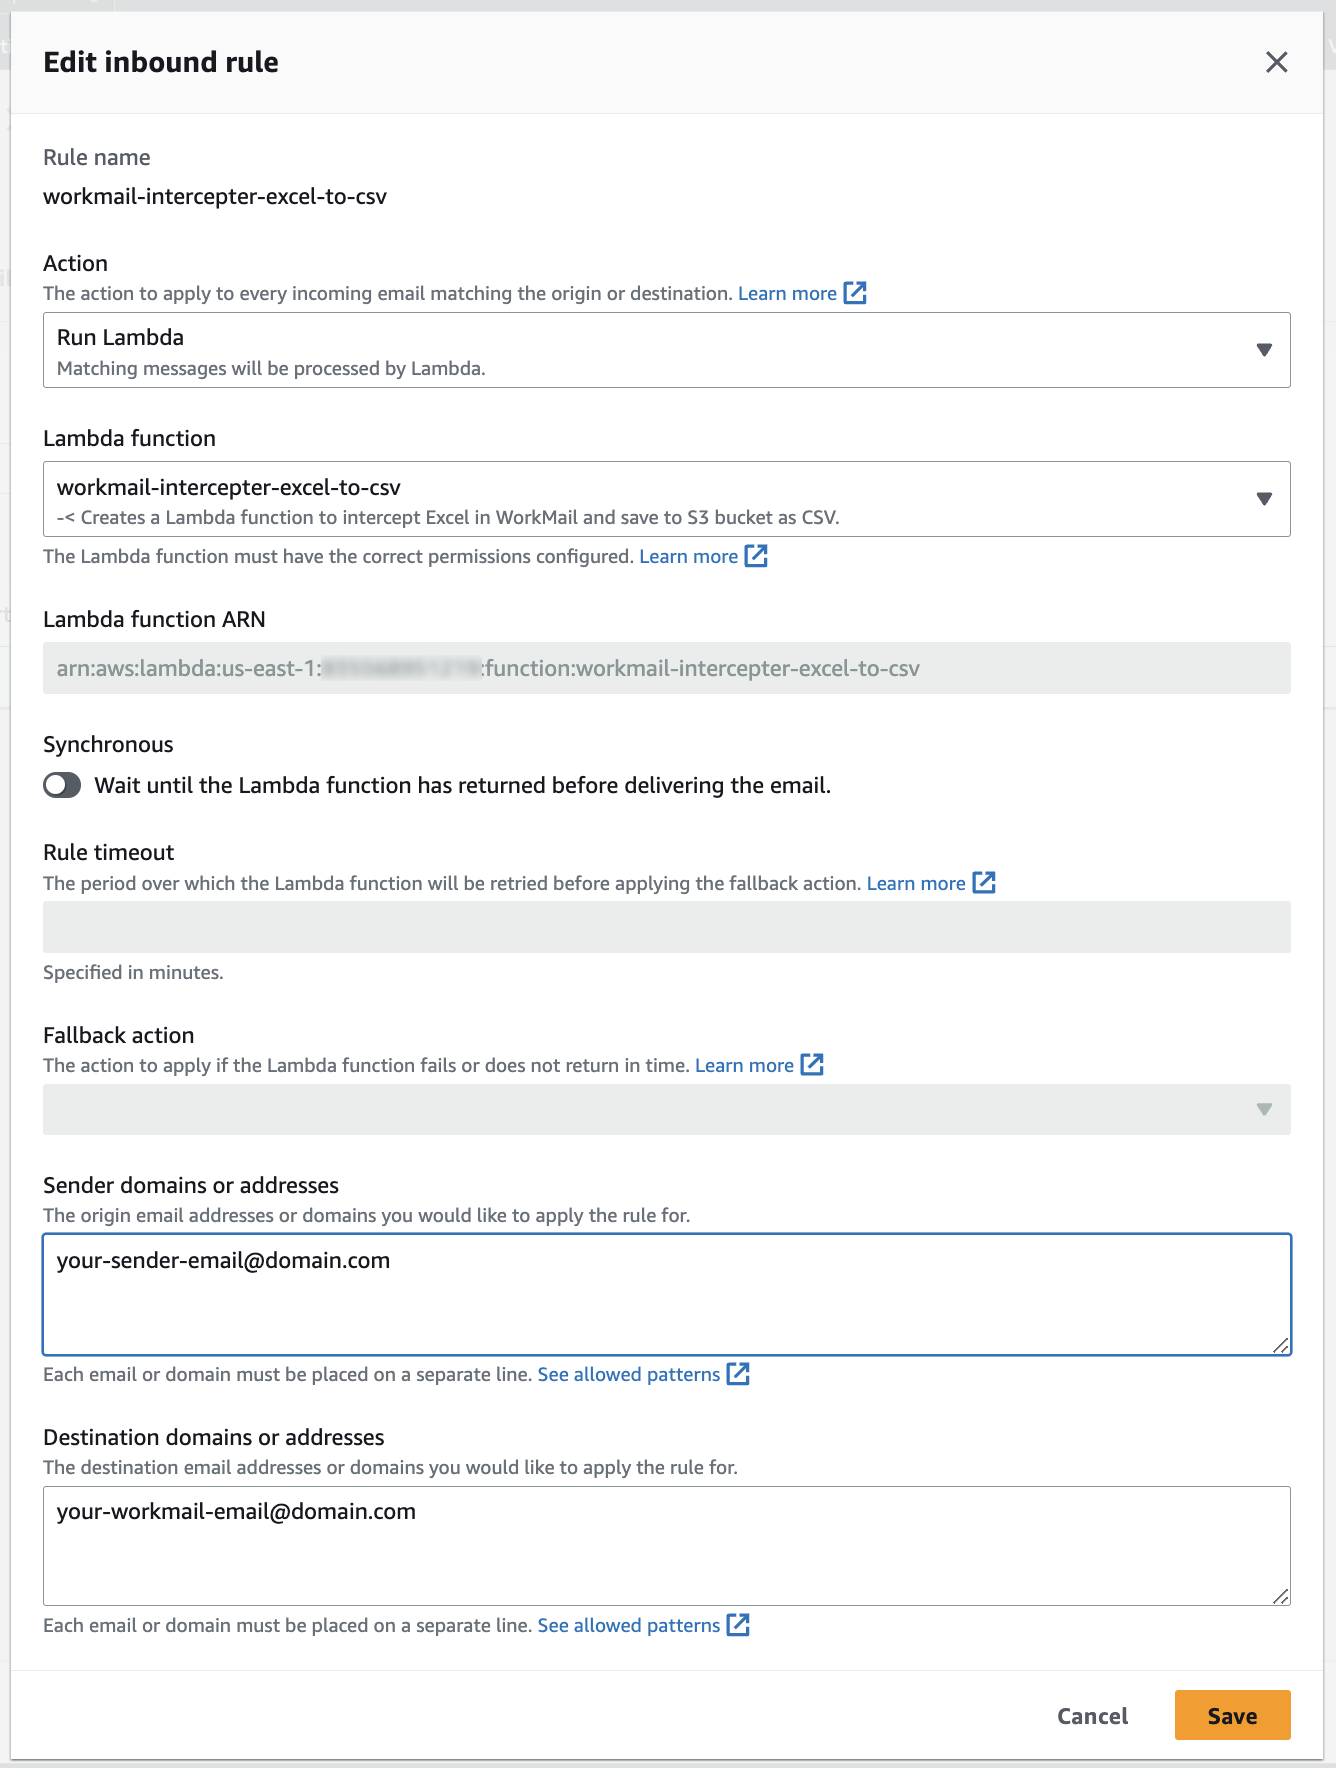 Edit inbound rule
Rule name
workmail-intercepter-excel-to-csv
Action
The action to apply to every incoming email matching the origin or destination. Learn more
Run Lambda
Matching messages will be processed by Lambda.
Lambda function
workmail-intercepter-excel-to-csv
-< Creates a Lambda function to intercept Excel in WorkMail and save to S3 bucket as CSV.
The Lambda function must have the correct permissions configured. Learn more
Lambda function ARN
arn:aws:lambda:us-east-1: :function:workmail-intercepter-excel-to-csv
Synchronous
Wait until the Lambda function has returned before delivering the email.
Rule timeout
The period over which the Lambda function will be retried before applying the fallback action. Learn more
Specified in minutes.
Fallback action
The action to apply if the Lambda function fails or does not return in time. Learn more
Sender domains or addresses
The origin email addresses or domains you would like to apply the rule for.
your-sender-email@domain.com
Each email or domain must be placed on a separate line. See allowed patterns
Destination domains or addresses
The destination email addresses or domains you would like to apply the rule for.
your-workmail-email@domain.com
Each email or domain must be placed on a separate line. See allowed patterns
Cancel
Save